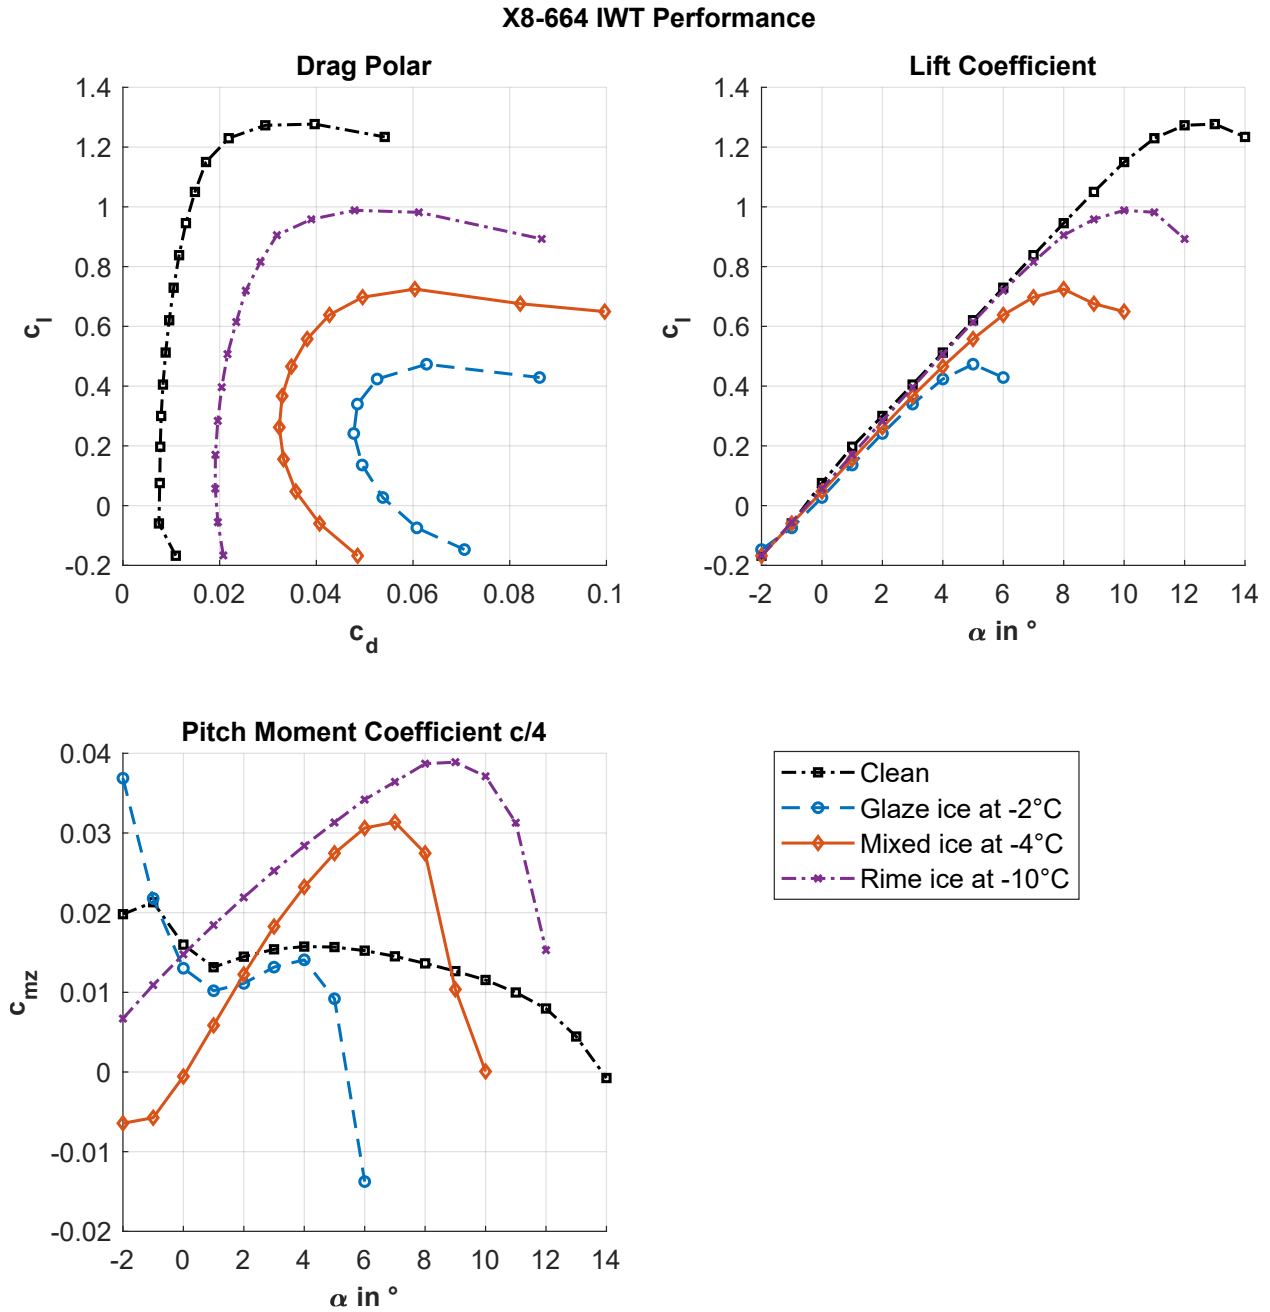 X8-664 IWT Performance
Drag Polar
1.4
1.2
1
0.8
0.6
0.4
0.2
0
-0.2
c_l
0 0.02 0.04 0.06 0.08 0.1
c_d
Lift Coefficient
1.4
1.2
1
0.8
0.6
0.4
0.2
0
-0.2
c_l
-2 0 2 4 6 8 10 12 14
α in °
Pitch Moment Coefficient c/4
0.04
0.03
0.02
0.01
0
-0.01
-0.02
c_mz
-2 0 2 4 6 8 10 12 14
α in °
Clean
Glaze ice at -2°C
Mixed ice at -4°C
Rime ice at -10°C